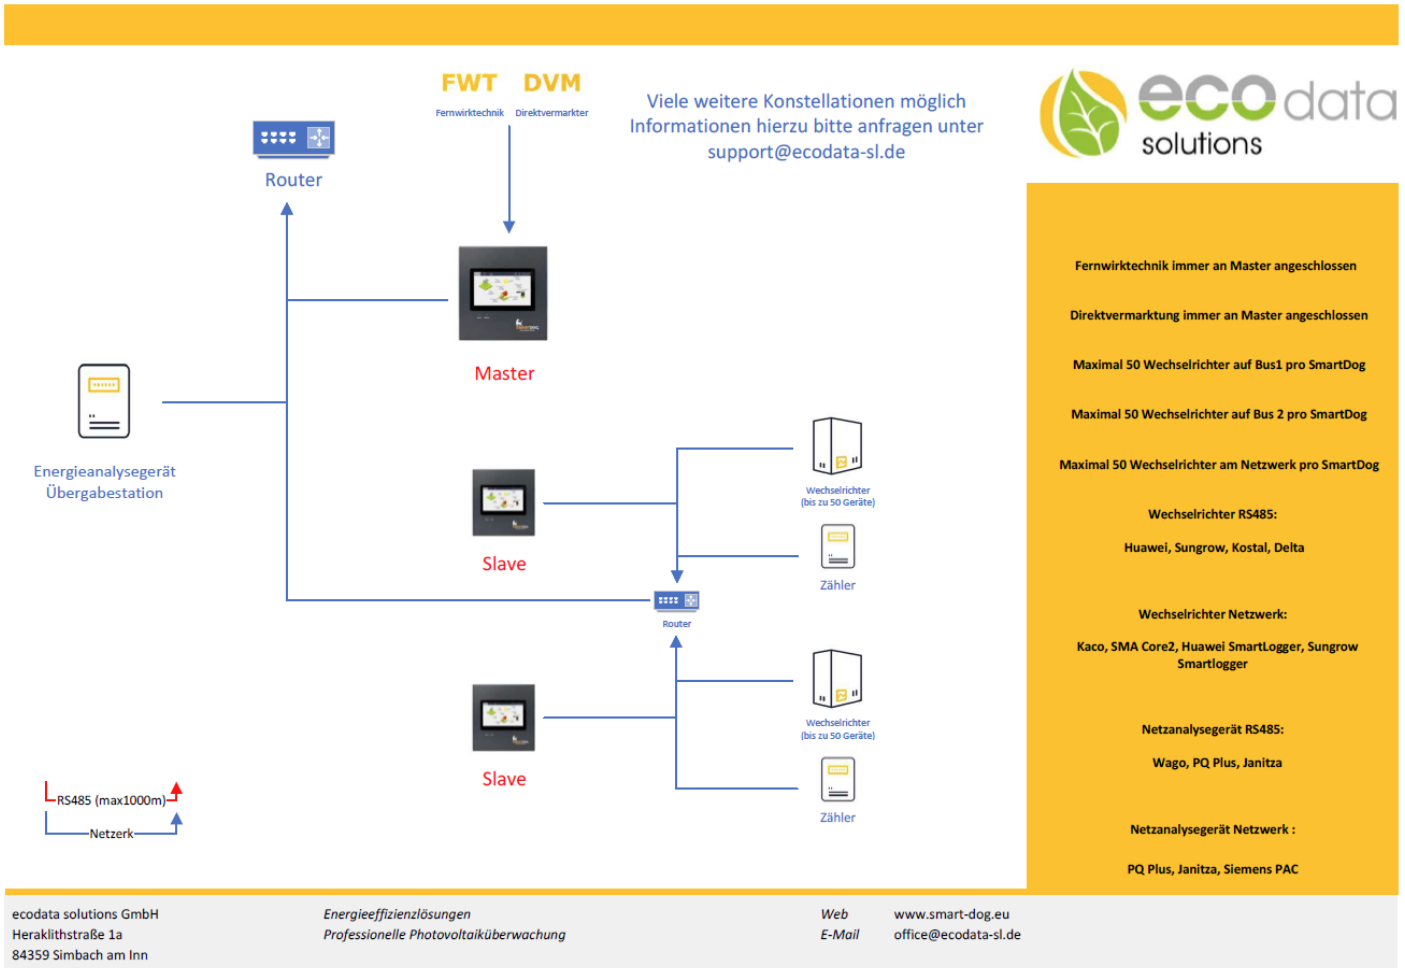 FWT DVM
Fernwirktechnik Direktvermarkter
Viele weitere Konstellationen möglich
Informationen hierzu bitte anfragen unter
support@ecodata-sl.de
eco data
solutions
Router
Master
Energieanalysegerät
Übergabestation
Slave
Wechselrichter
(bis zu 50 Geräte)
Zähler
Router
Slave
Wechselrichter
(bis zu 50 Geräte)
Zähler
RS485 (max1000m)
Netzerk
Fernwirktechnik immer an Master angeschlossen
Direktvermarktung immer an Master angeschlossen
Maximal 50 Wechselrichter auf Bus1 pro SmartDog
Maximal 50 Wechselrichter auf Bus 2 pro SmartDog
Maximal 50 Wechselrichter am Netzwerk pro SmartDog
Wechselrichter RS485:
Huawei, Sungrow, Kostal, Delta
Wechselrichter Netzwerk:
Kaco, SMA Core2, Huawei SmartLogger, Sungrow
Smartlogger
Netzanalysegerät RS485:
Wago, PQ Plus, Janitza
Netzanalysegerät Netzwerk :
PQ Plus, Janitza, Siemens PAC
ecodata solutions GmbH
Heraklithstraße 1a
84359 Simbach am Inn
Energieeffizienzlösungen
Professionelle Photovoltaiküberwachung
Web www.smart-dog.eu
E-Mail office@ecodata-sl.de